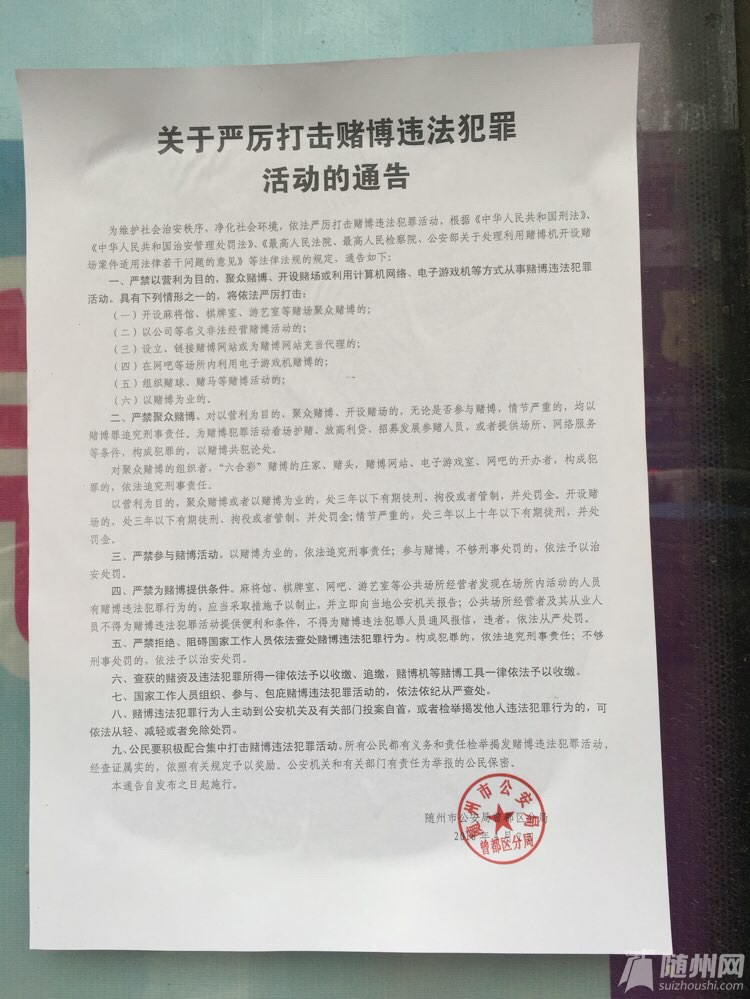 关于严厉打击赌博违法犯罪
活动的通告
为维护社会治安秩序、净化社会环境，依法严厉打击赌博违法犯罪活动，根据《中华人民共和国刑法》、
《中华人民共和国治安管理处罚法》、《最高人民法院、最高人民检察院、公安部关于处理利用赌博机开设赌
场案件适用法律若干问题的意见》等法律法规的规定，通告如下：
一、严禁以营利为目的，聚众赌博、开设赌场或利用计算机网络、电子游戏机等方式从事赌博违法犯罪
活动。具有下列情形之一的，将依法严厉打击：
（一）开设麻将馆、棋牌室、游艺室等赌场聚众赌博的；
（二）以公司等名义非法经营赌博活动的；
（三）设立、链接赌博网站或为赌博网站充当代理的；
（四）在网吧等场所内利用电子游戏机赌博的；
（五）组织赌球、赌马等赌博活动的；
（六）以赌博为业的。
二、严禁聚众赌博。对以营利为目的，聚众赌博、开设赌场的，无论是否参与赌博，情节严重的，均以
赌博罪追究刑事责任。为赌博犯罪活动看场护赌、放高利贷、招募发展参赌人员，或者提供场所、网络服务
等条件，构成犯罪的，以赌博共犯论处。
对聚众赌博的组织者，“六合彩”赌博的庄家、赌头，赌博网站、电子游戏室、网吧的开办者，构成犯
罪的，依法追究刑事责任。
以营利为目的，聚众赌博或者以赌博为业的，处三年以下有期徒刑、拘役或者管制，并处罚金。开设赌
场的，处三年以下有期徒刑、拘役或者管制，并处罚金；情节严重的，处三年以上十年以下有期徒刑，并处
罚金。
三、严禁参与赌博活动。以赌博为业的，依法追究刑事责任；参与赌博，不够刑事处罚的，依法予以治
安处罚。
四、严禁为赌博提供条件。麻将馆、棋牌室、网吧、游艺室等公共场所经营者发现在场所内活动的人员
有赌博违法犯罪行为的，应当采取措施予以制止，并立即向当地公安机关报告；公共场所经营者及其从业人
员不得为赌博违法犯罪活动提供便利和条件，不得为赌博违法犯罪人员通风报信，违者，依法从严处罚。
五、严禁拒绝、阻碍国家工作人员依法查处赌博违法犯罪行为。构成犯罪的，依法追究刑事责任；不够
刑事处罚的，依法予以治安处罚。
六、查获的赌资及违法犯罪所得一律依法予以收缴、追缴，赌博机等赌博工具一律依法予以收缴。
七、国家工作人员组织、参与、包庇赌博违法犯罪活动的，依法依纪从严查处。
八、赌博违法犯罪行为人主动到公安机关及有关部门投案自首，或者检举揭发他人违法犯罪行为的，可
依法从轻、减轻或者免除处罚。
九、公民要积极配合集中打击赌博违法犯罪活动。所有公民都有义务和责任检举揭发赌博违法犯罪活动，
经查证属实的，依照有关规定予以奖励。公安机关和有关部门有责任为举报的公民保密。
本通告自发布之日起施行。
随州市公安局曾都区分局
年 月
随州市公安局
曾都区分局
随州网
suizhoushi.com